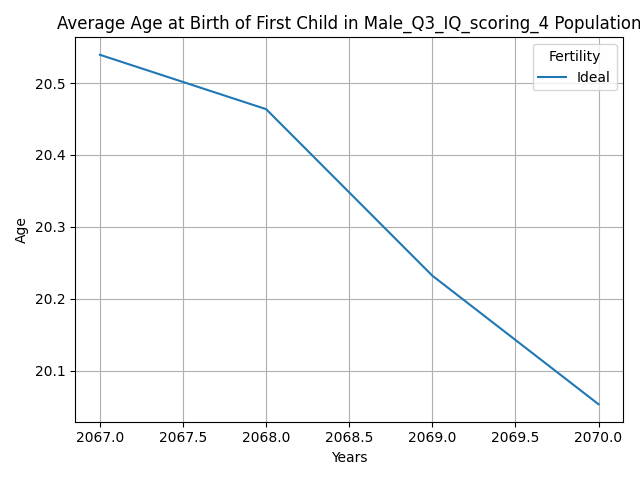 Average Age at Birth of First Child in Male_Q3_IQ_scoring_4 Population
Fertility
Ideal
20.5
20.4
20.3
20.2
20.1
Age
2067.0 2067.5 2068.0 2068.5 2069.0 2069.5 2070.0
Years